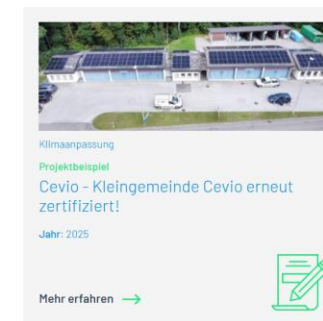 Klimaanpassung
Projektbeispiel
Cevio - Kleingemeinde Cevio erneut
zertifiziert!
Jahr: 2025
Mehr erfahren →